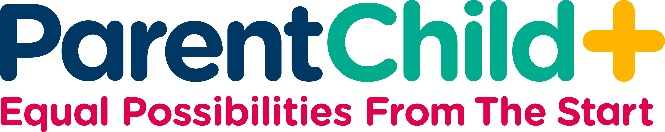 ParentChild+
Equal Possibilities From The Start